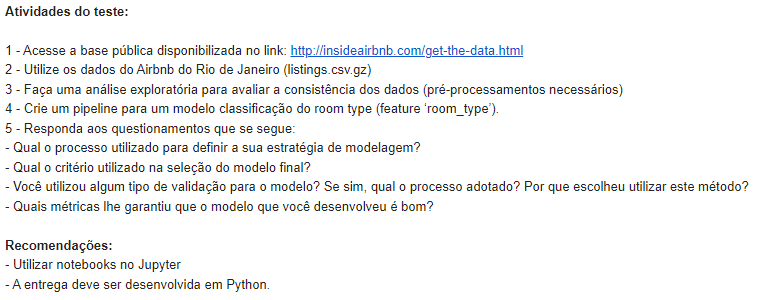 Atividades do teste:
1 - Acesse a base pública disponibilizada no link: http://insideairbnb.com/get-the-data.html
2 - Utilize os dados do Airbnb do Rio de Janeiro (listings.csv.gz)
3 - Faça uma análise exploratória para avaliar a consistência dos dados (pré-processamentos necessários)
4 - Crie um pipeline para um modelo classificação do room type (feature ‘room_type’).
5 - Responda aos questionamentos que se segue:
- Qual o processo utilizado para definir a sua estratégia de modelagem?
- Qual o critério utilizado na seleção do modelo final?
- Você utilizou algum tipo de validação para o modelo? Se sim, qual o processo adotado? Por que escolheu utilizar este método?
- Quais métricas lhe garantiu que o modelo que você desenvolveu é bom?
Recomendações:
- Utilizar notebooks no Jupyter
- A entrega deve ser desenvolvida em Python.